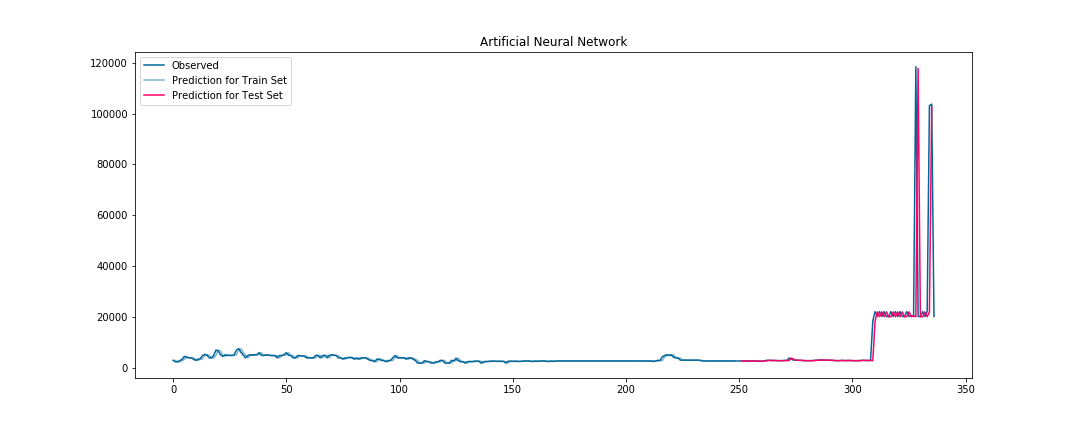 Artificial Neural Network
Observed
Prediction for Train Set
Prediction for Test Set
120000
100000
80000
60000
40000
20000
0
0 50 100 150 200 250 300 350